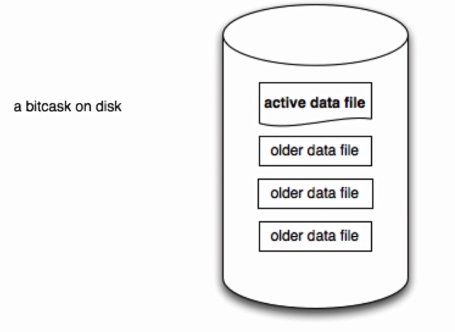 a bitcask on disk
active data file
older data file
older data file
older data file